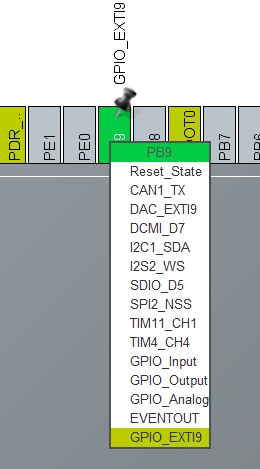 GPIO_EXTI9
PDR_..
PE1
PE0
9
8
OOT0
PB7
PB6
PB9
Reset_State
CAN1_TX
DAC_EXTI9
DCMI_D7
I2C1_SDA
I2S2_WS
SDIO_D5
SPI2_NSS
TIM11_CH1
TIM4_CH4
GPIO_Input
GPIO_Output
GPIO_Analog
EVENTOUT
GPIO_EXTI9